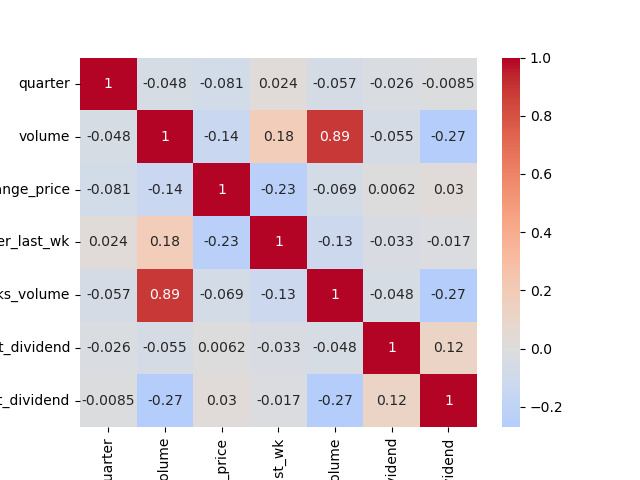 quarter 1 -0.048 -0.081 0.024 -0.057 -0.026 -0.0085
volume -0.048 1 -0.14 0.18 0.89 -0.055 -0.27
ange_price -0.081 -0.14 1 -0.23 -0.069 0.0062 0.03
er_last_wk 0.024 0.18 -0.23 1 -0.13 -0.033 -0.017
ks_volume -0.057 0.89 -0.069 -0.13 1 -0.048 -0.27
t_dividend -0.026 -0.055 0.0062 -0.033 -0.048 1 0.12
t_dividend -0.0085 -0.27 0.03 -0.017 -0.27 0.12 1
uarter
olume
_price
st_wk
olume
vidend
vidend
1.0
0.8
0.6
0.4
0.2
0.0
−0.2